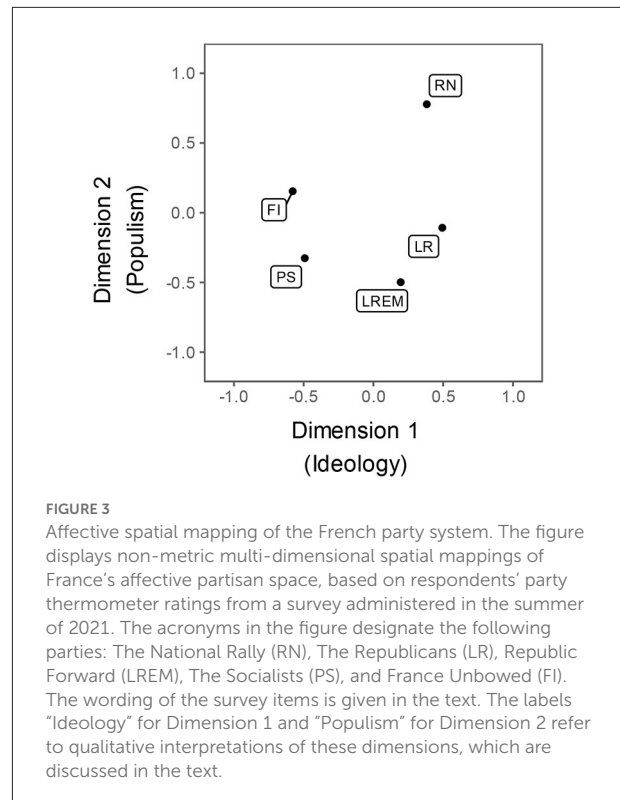 1.0
0.5
0.0
-0.5
-1.0
Dimension 2
(Populism)
RN
FI
LR
PS
LREM
-1.0 -0.5 0.0 0.5 1.0
Dimension 1
(Ideology)
FIGURE 3
Affective spatial mapping of the French party system. The figure
displays non-metric multi-dimensional spatial mappings of
France's affective partisan space, based on respondents' party
thermometer ratings from a survey administered in the summer
of 2021. The acronyms in the figure designate the following
parties: The National Rally (RN), The Republicans (LR), Republic
Forward (LREM), The Socialists (PS), and France Unbowed (FI).
The wording of the survey items is given in the text. The labels
"Ideology" for Dimension 1 and "Populism" for Dimension 2 refer
to qualitative interpretations of these dimensions, which are
discussed in the text.